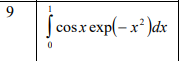 9
∫₀¹ cos x exp(− x²)dx